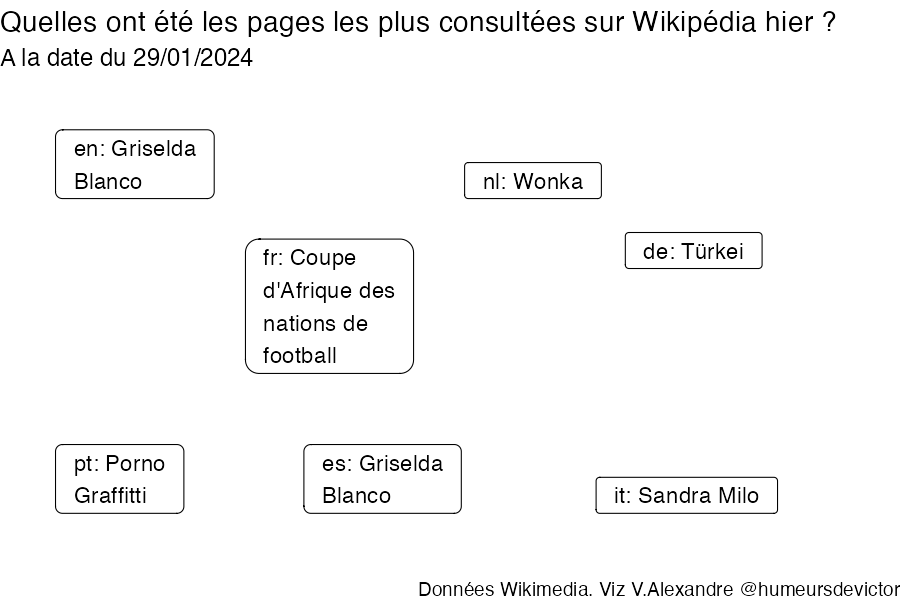 Quelles ont été les pages les plus consultées sur Wikipédia hier ?
A la date du 29/01/2024
en: Griselda
Blanco
nl: Wonka
de: Türkei
fr: Coupe
d'Afrique des
nations de
football
pt: Porno
Graffitti
es: Griselda
Blanco
it: Sandra Milo
Données Wikimedia. Viz V.Alexandre @humeursdevictor